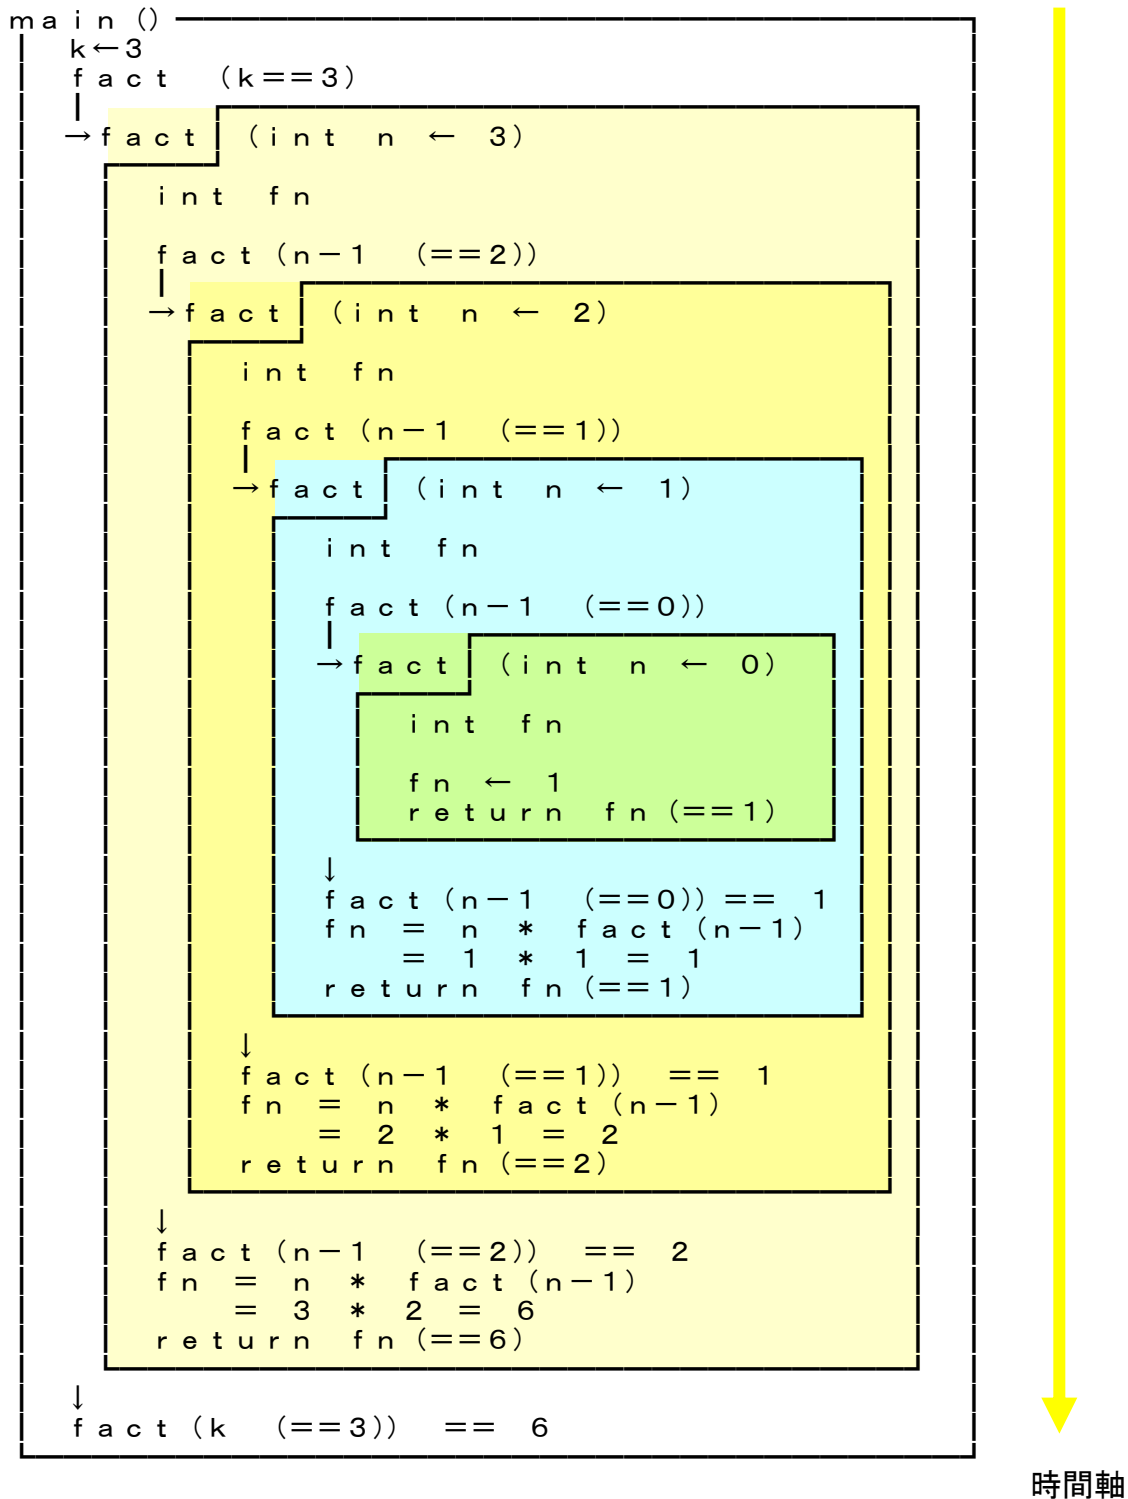 main()
k←3
fact (k==3)
→fact (int n ← 3)
int fn
fact(n-1 (==2))
→fact (int n ← 2)
int fn
fact(n-1 (==1))
→fact (int n ← 1)
int fn
fact(n-1 (==0))
→fact (int n ← 0)
int fn
fn ← 1
return fn(==1)
↓
fact(n-1 (==0))== 1
fn = n * fact(n-1)
= 1 * 1 = 1
return fn(==1)
↓
fact(n-1 (==1)) == 1
fn = n * fact(n-1)
= 2 * 1 = 2
return fn(==2)
↓
fact(n-1 (==2)) == 2
fn = n * fact(n-1)
= 3 * 2 = 6
return fn(==6)
↓
fact(k (==3)) == 6
時間軸